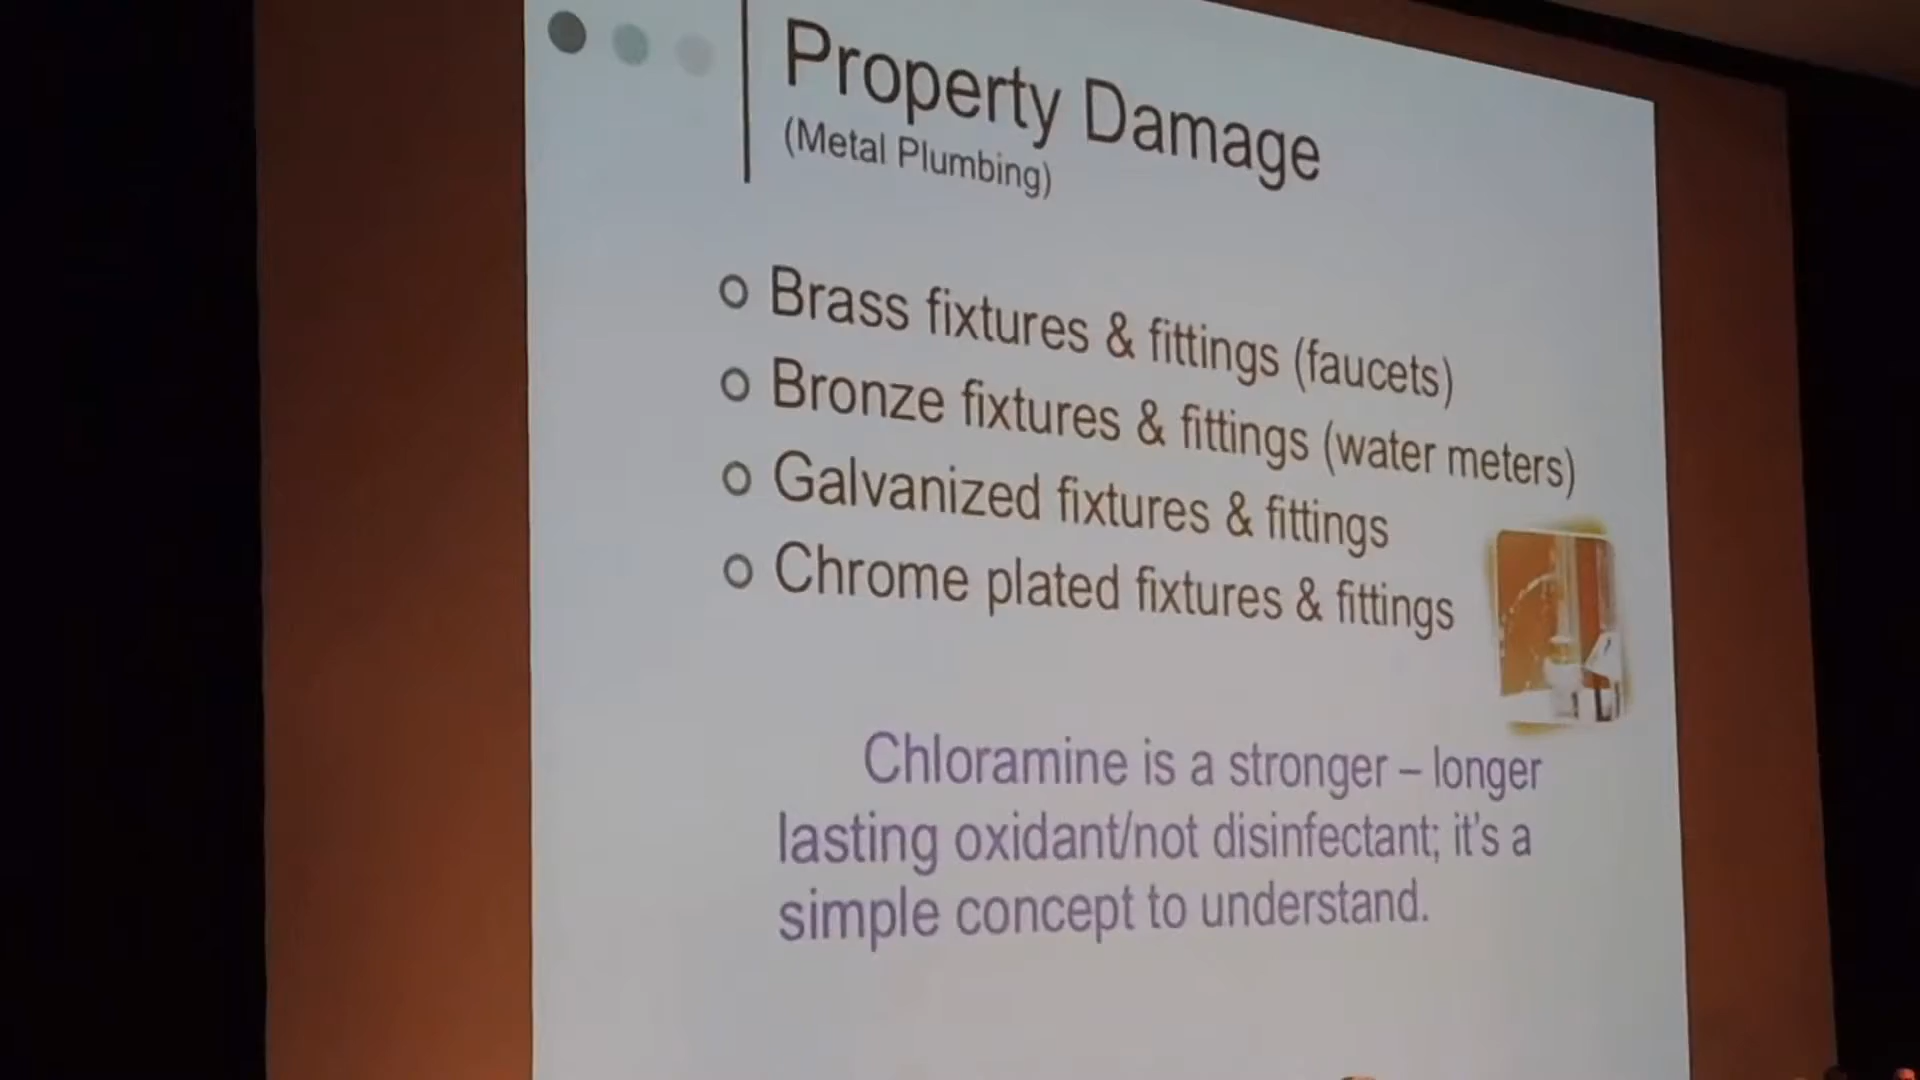 Property Damage
(Metal Plumbing)
Brass fixtures & fittings (faucets)
Bronze fixtures & fittings (water meters)
Galvanized fixtures & fittings
Chrome plated fixtures & fittings
Chloramine is a stronger – longer
lasting oxidant/not disinfectant; it's a
simple concept to understand.